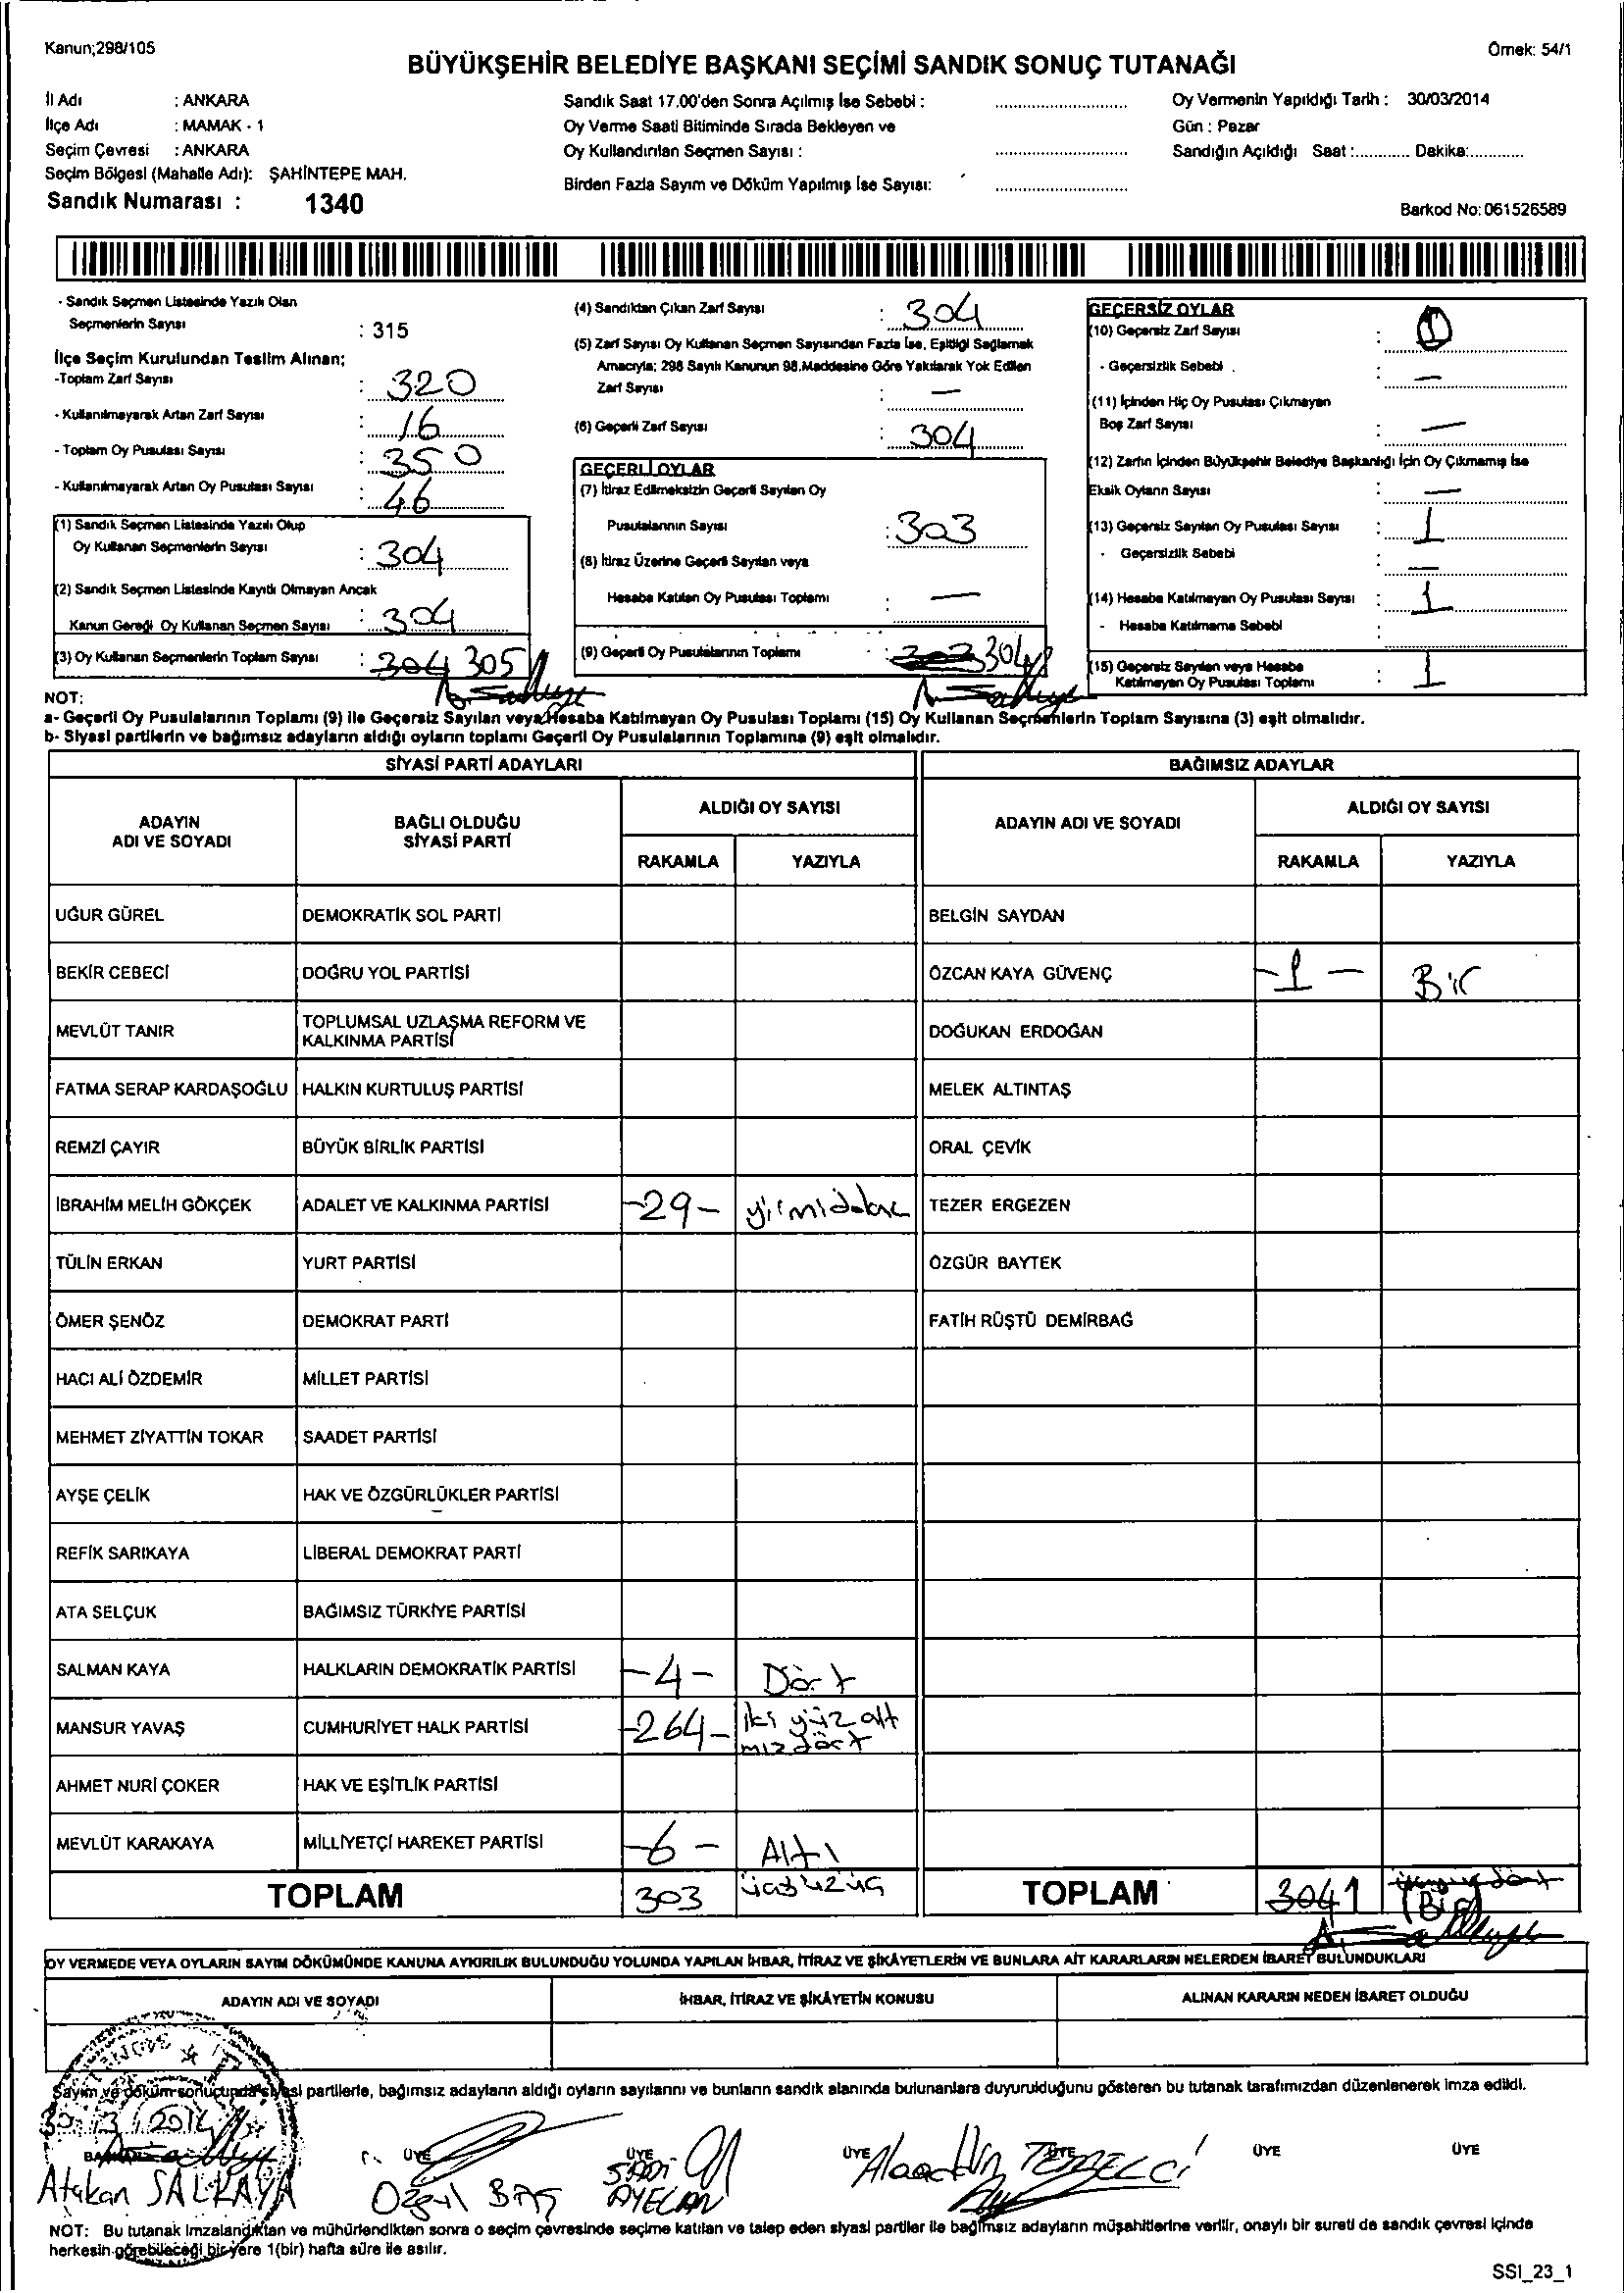 Kanun;298/105
Örnek: 54/1
BÜYÜKŞEHİR BELEDİYE BAŞKANI SEÇİMİ SANDIK SONUÇ TUTANAĞI
İl Adı : ANKARA
İlçe Adı : MAMAK - 1
Seçim Çevresi : ANKARA
Seçim Bölgesi (Mahalle Adı): ŞAHİNTEPE MAH.
Sandık Numarası : 1340
Sandık Saat 17.00'den Sonra Açılmış İse Sebebi :
Oy Verme Saati Bitiminde Sırada Bekleyen ve
Oy Kullandırılan Seçmen Sayısı :
Birden Fazla Sayım ve Döküm Yapılmış İse Sayısı:
Oy Vermenin Yapıldığı Tarih : 30/03/2014
Gün : Pazar
Sandığın Açıldığı Saat :............ Dakika:............
Barkod No: 061526589
- Sandık Seçmen Listesinde Yazılı Olan
Seçmenlerin Sayısı : 315
İlçe Seçim Kurulundan Teslim Alınan;
-Toplam Zarf Sayısı : 320
- Kullanılmayarak Artan Zarf Sayısı : 16
- Toplam Oy Pusulası Sayısı : 350
- Kullanılmayarak Artan Oy Pusulası Sayısı : 46
(1) Sandık Seçmen Listesinde Yazılı Olup
Oy Kullanan Seçmenlerin Sayısı : 304
(2) Sandık Seçmen Listesinde Kayıtlı Olmayan Ancak
Kanun Gereği Oy Kullanan Seçmen Sayısı : 304
(3) Oy Kullanan Seçmenlerin Toplam Sayısı : 304 305
(4) Sandıktan Çıkan Zarf Sayısı : 304
(5) Zarf Sayısı Oy Kullanan Seçmen Sayısından Fazla İse, Eşitliği Sağlamak
Amacıyla; 298 Sayılı Kanunun 98.Maddesine Göre Yakılarak Yok Edilen
Zarf Sayısı : —
(6) Geçerli Zarf Sayısı : 304
GEÇERLİ OYLAR
(7) İtiraz Edilmeksizin Geçerli Sayılan Oy
Pusulalarının Sayısı : 303
(8) İtiraz Üzerine Geçerli Sayılan veya
Hesaba Katılan Oy Pusulası Toplamı : —
(9) Geçerli Oy Pusulalarının Toplamı : 303 304
GEÇERSİZ OYLAR
(10) Geçersiz Zarf Sayısı :
- Geçersizlik Sebebi : —
(11) İçinden Hiç Oy Pusulası Çıkmayan
Boş Zarf Sayısı : —
(12) Zarfın İçinden Büyükşehir Belediye Başkanlığı İçin Oy Çıkmamış İse
Eksik Oyların Sayısı : —
(13) Geçersiz Sayılan Oy Pusulası Sayısı : 1
- Geçersizlik Sebebi : —
(14) Hesaba Katılmayan Oy Pusulası Sayısı : 1
- Hesaba Katılmama Sebebi :
(15) Geçersiz Sayılan veya Hesaba
Katılmayan Oy Pusulası Toplamı : 1
NOT:
a- Geçerli Oy Pusulalarının Toplamı (9) ile Geçersiz Sayılan veya Hesaba Katılmayan Oy Pusulası Toplamı (15) Oy Kullanan Seçmenlerin Toplam Sayısına (3) eşit olmalıdır.
b- Siyasi partilerin ve bağımsız adayların aldığı oyların toplamı Geçerli Oy Pusulalarının Toplamına (9) eşit olmalıdır.
SİYASİ PARTİ ADAYLARI
BAĞIMSIZ ADAYLAR
ADAYIN
ADI VE SOYADI
BAĞLI OLDUĞU
SİYASİ PARTİ
ALDIĞI OY SAYISI
RAKAMLA YAZIYLA
ADAYIN ADI VE SOYADI
ALDIĞI OY SAYISI
RAKAMLA YAZIYLA
UĞUR GÜREL DEMOKRATİK SOL PARTİ BELGİN SAYDAN
BEKİR CEBECİ DOĞRU YOL PARTİSİ ÖZCAN KAYA GÜVENÇ -1- Bir
MEVLÜT TANIR TOPLUMSAL UZLAŞMA REFORM VE
KALKINMA PARTİSİ DOĞUKAN ERDOĞAN
FATMA SERAP KARDAŞOĞLU HALKIN KURTULUŞ PARTİSİ MELEK ALTINTAŞ
REMZİ ÇAYIR BÜYÜK BİRLİK PARTİSİ ORAL ÇEVİK
İBRAHİM MELİH GÖKÇEK ADALET VE KALKINMA PARTİSİ -29- yirmidokuz TEZER ERGEZEN
TÜLİN ERKAN YURT PARTİSİ ÖZGÜR BAYTEK
ÖMER ŞENÖZ DEMOKRAT PARTİ FATİH RÜŞTÜ DEMİRBAĞ
HACI ALİ ÖZDEMİR MİLLET PARTİSİ
MEHMET ZİYATTİN TOKAR SAADET PARTİSİ
AYŞE ÇELİK HAK VE ÖZGÜRLÜKLER PARTİSİ
REFİK SARIKAYA LİBERAL DEMOKRAT PARTİ
ATA SELÇUK BAĞIMSIZ TÜRKİYE PARTİSİ
SALMAN KAYA HALKLARIN DEMOKRATİK PARTİSİ -4- Dört
MANSUR YAVAŞ CUMHURİYET HALK PARTİSİ -264- iki yüz alt
mızdört
AHMET NURİ ÇOKER HAK VE EŞİTLİK PARTİSİ
MEVLÜT KARAKAYA MİLLİYETÇİ HAREKET PARTİSİ -6- Altı
TOPLAM 303 üçyüzüç TOPLAM 304 1 (Bir)
OY VERMEDE VEYA OYLARIN SAYIM DÖKÜMÜNDE KANUNA AYKIRILIK BULUNDUĞU YOLUNDA YAPILAN İHBAR, İTİRAZ VE ŞİKÂYETLERİN VE BUNLARA AİT KARARLARIN NELERDEN İBARET BULUNDUKLARI
ADAYIN ADI VE SOYADI İHBAR, İTİRAZ VE ŞİKÂYETİN KONUSU ALINAN KARARIN NEDEN İBARET OLDUĞU
Sayım ve döküm sonucunda siyasi partilerle, bağımsız adayların aldığı oyların sayılarını ve bunların sandık alanında bulunanlara duyurulduğunu gösteren bu tutanak tarafımızdan düzenlenerek imza edildi.
30/3/2014
BAŞKAN ÜYE ÜYE ÜYE ÜYE ÜYE ÜYE
Atakan SALKAYA Özgül BAŞ SADİ AYELAN Alaaddin TEMBELCİ
NOT: Bu tutanak imzalandıktan ve mühürlendikten sonra o seçim çevresinde seçime katılan ve talep eden siyasi partiler ile bağımsız adayların müşahitlerine verilir, onaylı bir sureti de sandık çevresi içinde
herkesin görebileceği bir yere 1(bir) hafta süre ile asılır.
SSI_23_1